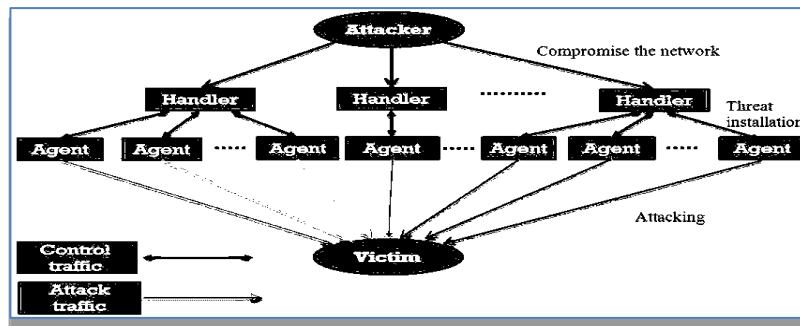 Attacker
Compromise the network
Handler
Handler
Handler
Threat
installation
Agent
Agent
Agent
Agent
Agent
Agent
Agent
Attacking
Victim
Control
traffic
Attack
traffic